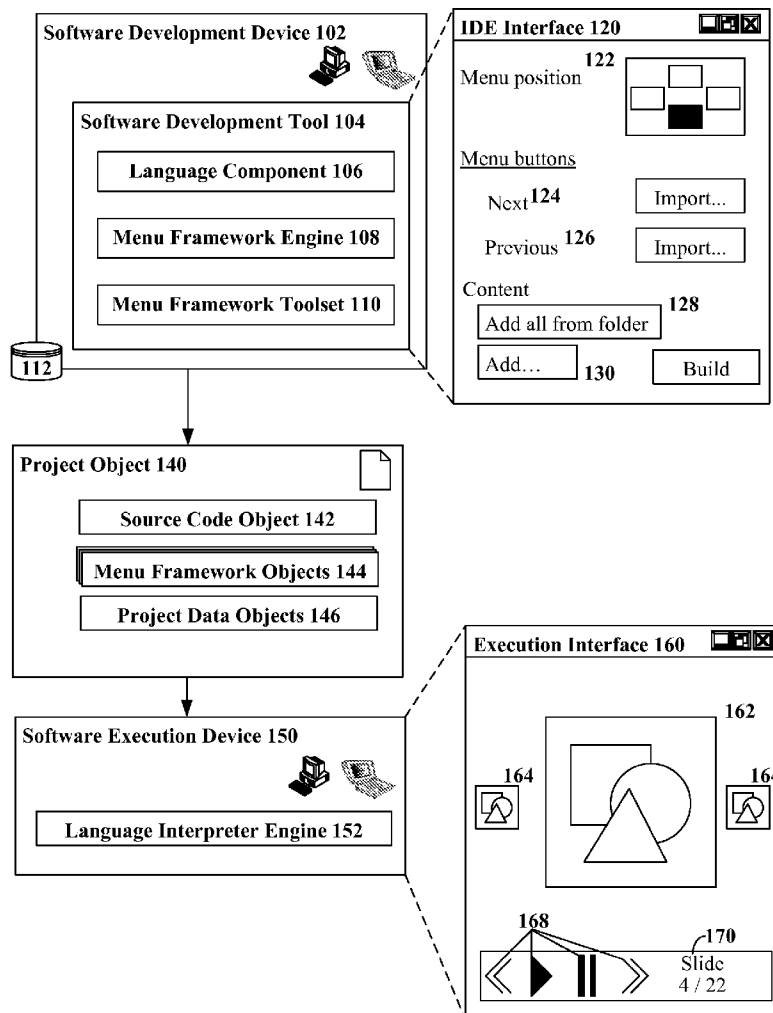 Software Development Device 102
Software Development Tool 104
Language Component 106
Menu Framework Engine 108
Menu Framework Toolset 110
112
IDE Interface 120
Menu position 122
Menu buttons
Next 124
Import...
Previous 126
Import...
Content
Add all from folder
128
Add...
130
Build
Project Object 140
Source Code Object 142
Menu Framework Objects 144
Project Data Objects 146
Software Execution Device 150
Language Interpreter Engine 152
Execution Interface 160
162
164
164
168
170
Slide
4 / 22